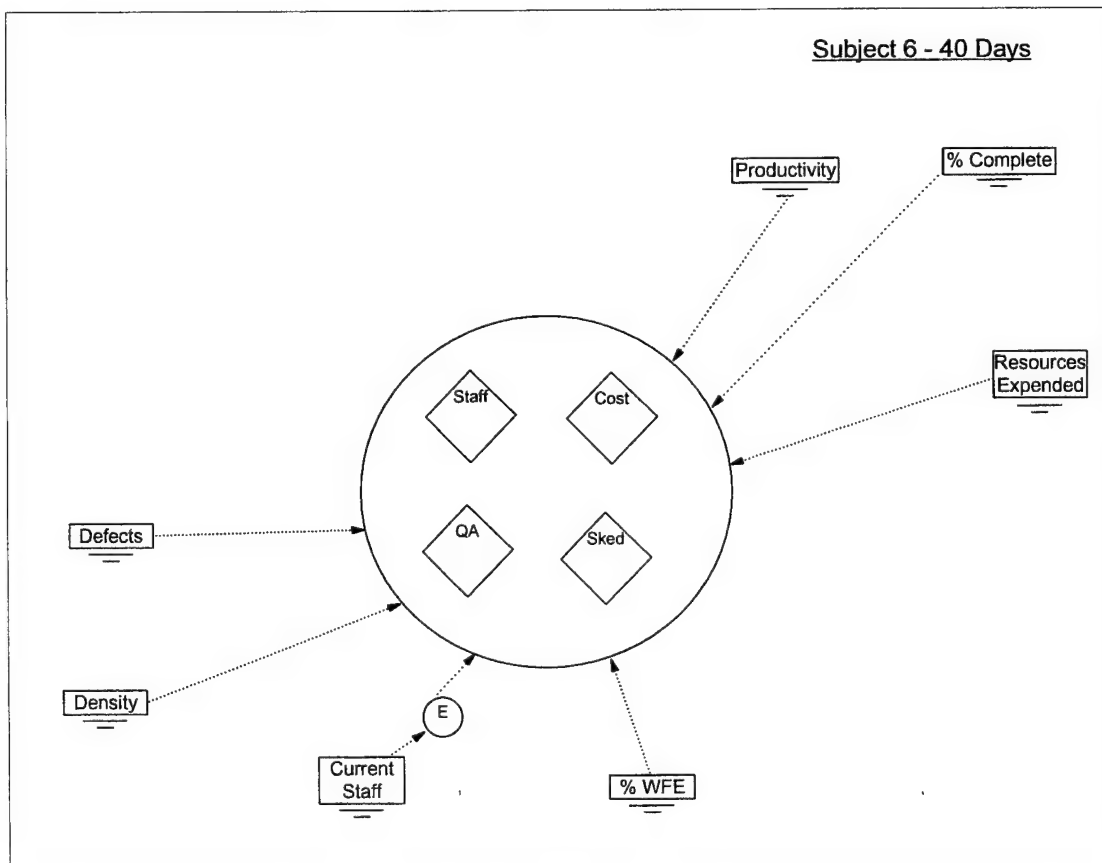 Subject 6 - 40 Days
Productivity
% Complete
Resources
Expended
Staff
Cost
QA
Sked
Defects
Density
E
Current
Staff
% WFE